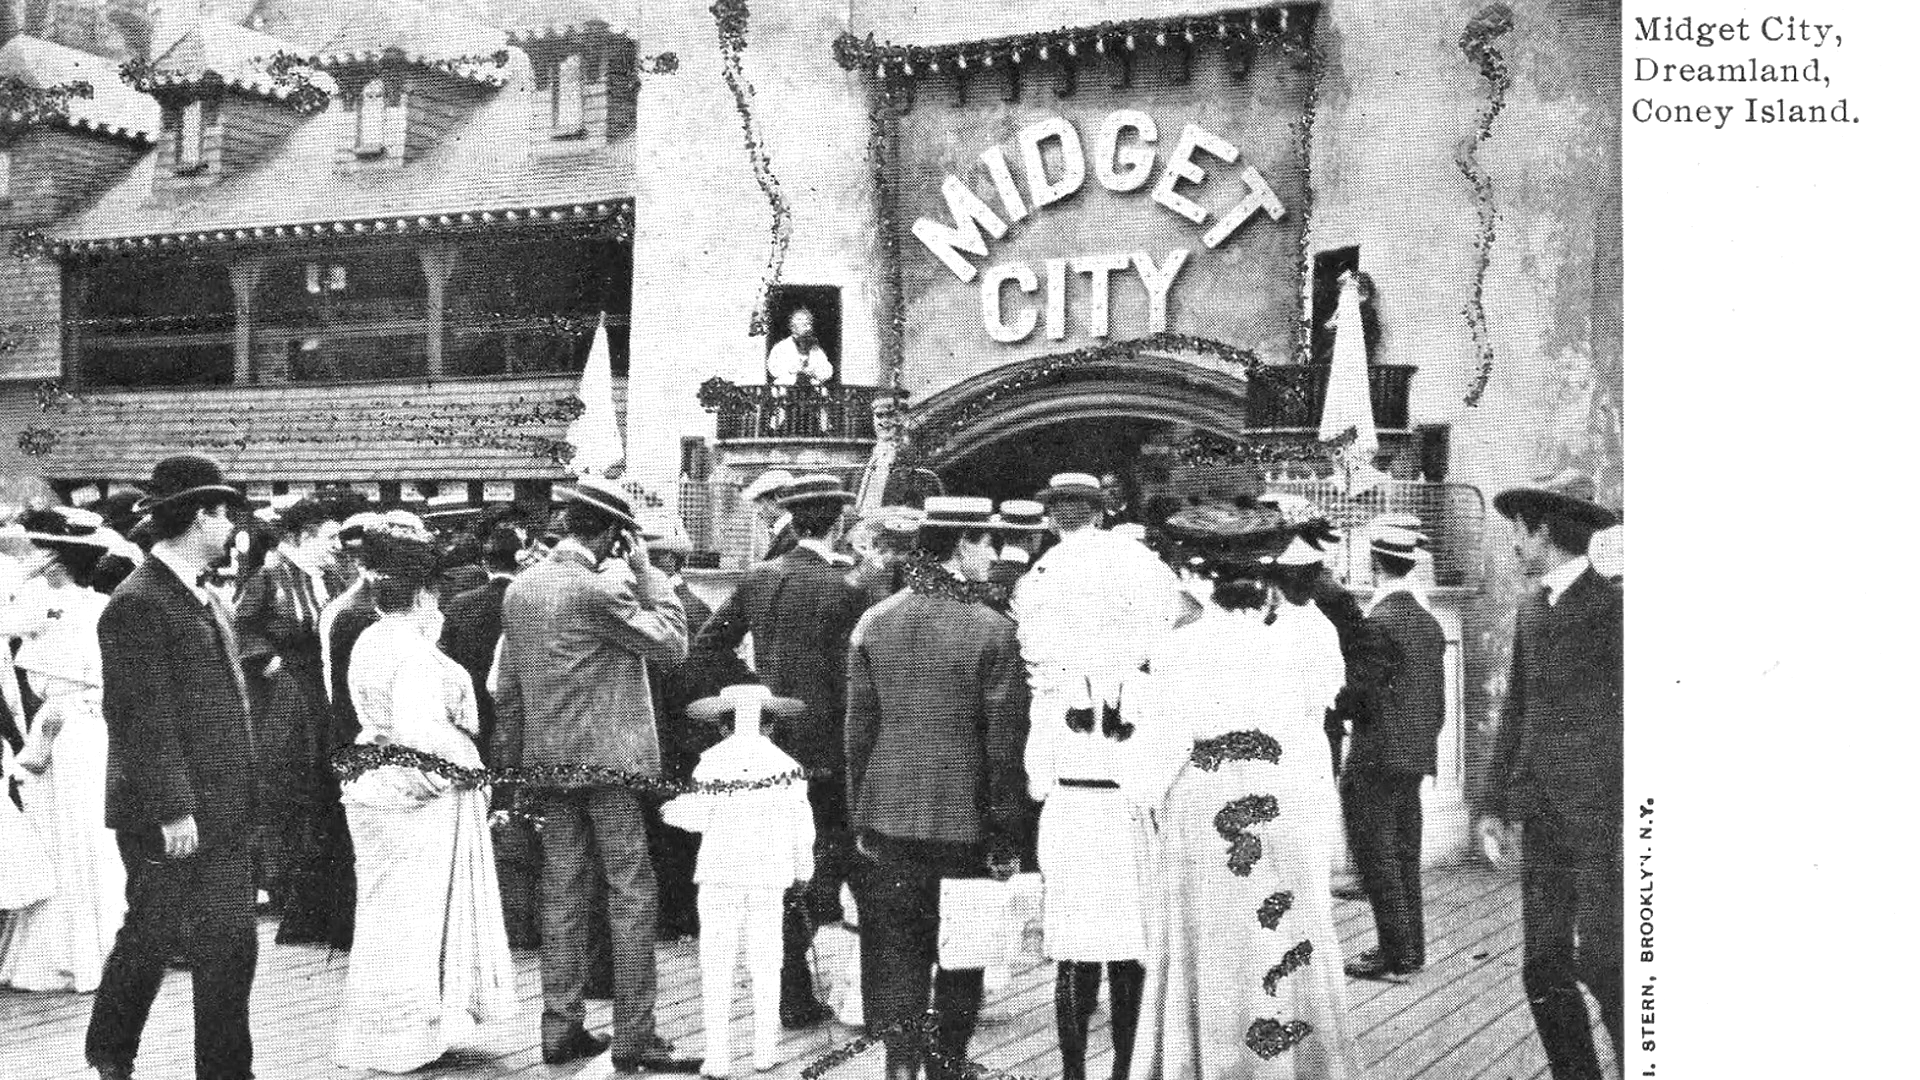 MIDGET
CITY
Midget City,
Dreamland,
Coney Island.
I. STERN, BROOKLYN. N.Y.